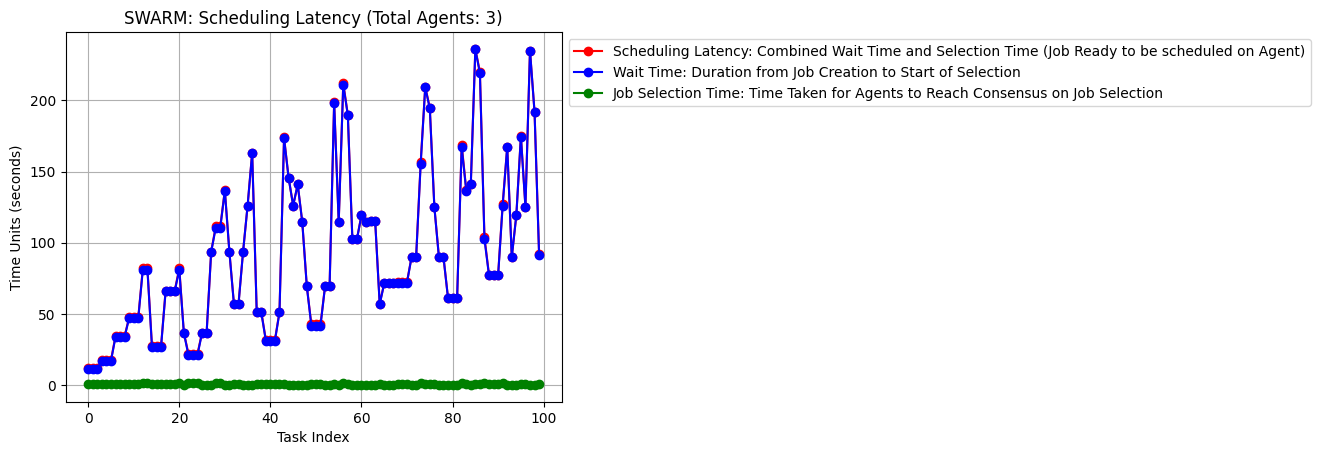 SWARM: Scheduling Latency (Total Agents: 3)
Scheduling Latency: Combined Wait Time and Selection Time (Job Ready to be scheduled on Agent)
Wait Time: Duration from Job Creation to Start of Selection
Job Selection Time: Time Taken for Agents to Reach Consensus on Job Selection
Time Units (seconds)
200
150
100
50
0
0 20 40 60 80 100
Task Index